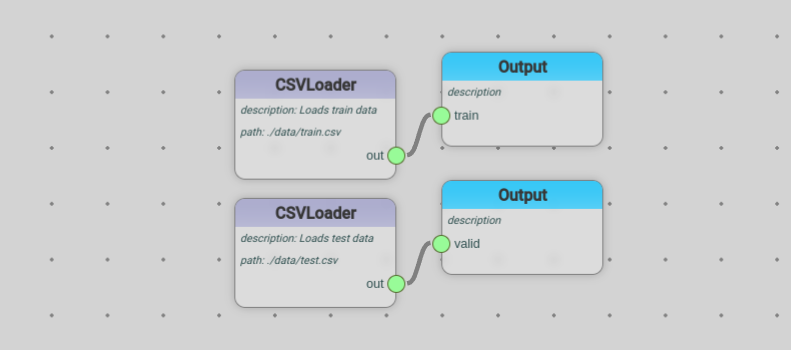 CSVLoader
description: Loads train data
path: ./data/train.csv
out
Output
description
train
CSVLoader
description: Loads test data
path: ./data/test.csv
out
Output
description
valid